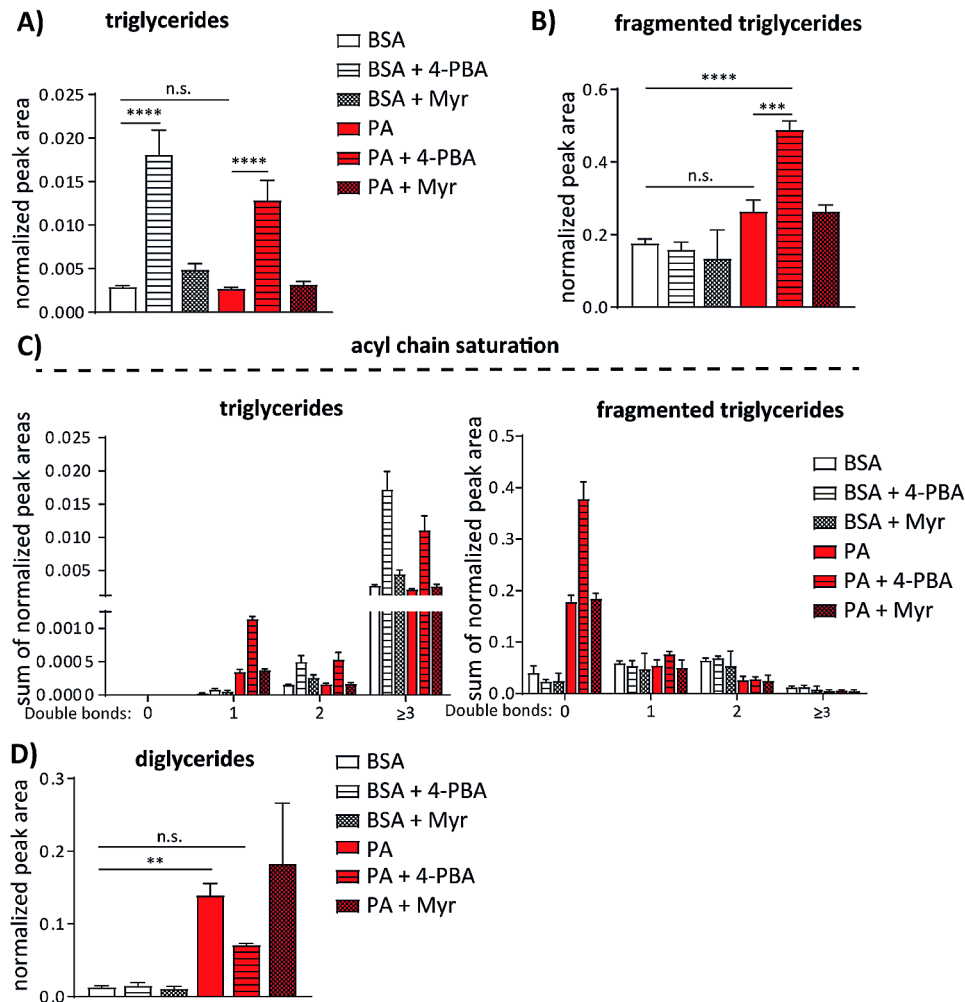 A) triglycerides
BSA
BSA + 4-PBA
BSA + Myr
PA
PA + 4-PBA
PA + Myr
normalized peak area
0.025
0.020
0.015
0.010
0.005
0.000
n.s.
****
****
B) fragmented triglycerides
normalized peak area
0.6
0.4
0.2
0.0
****
***
n.s.
C) acyl chain saturation
triglycerides
sum of normalized peak areas
0.025
0.020
0.015
0.010
0.005
0.0010
0.0005
0.000 0
Double bonds: 0 1 2 ≥3
fragmented triglycerides
sum of normalized peak area
0.5
0.4
0.3
0.2
0.1
0.0
Double bonds: 0 1 2 ≥3
BSA
BSA + 4-PBA
BSA + Myr
PA
PA + 4-PBA
PA + Myr
D) diglycerides
normalized peak area
0.3
0.2
0.1
0.0
n.s.
**
BSA
BSA + 4-PBA
BSA + Myr
PA
PA + 4-PBA
PA + Myr